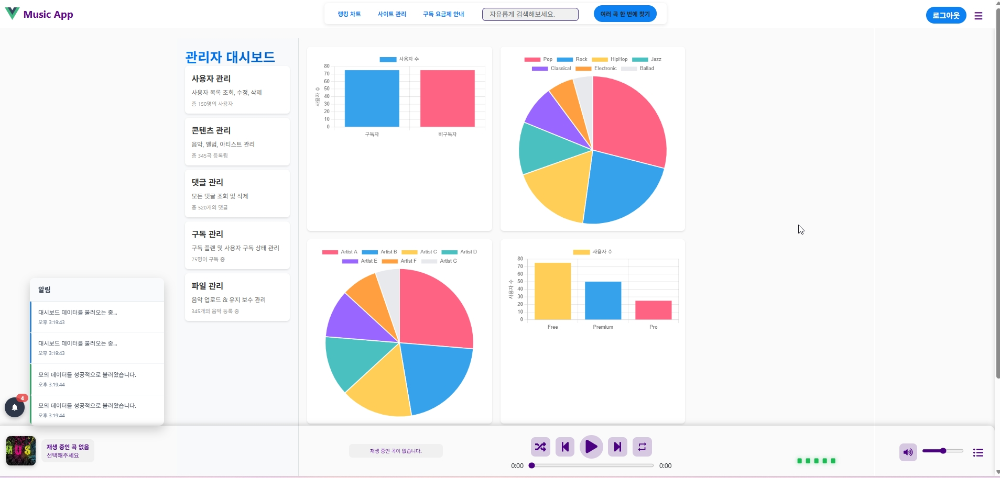 Music App
랭킹 차트
사이트 관리
구독 요금제 안내
자유롭게 검색해보세요.
여러 곡 한 번에 찾기
로그아웃
관리자 대시보드
사용자 관리
사용자 목록 조회, 수정, 삭제
총 150명의 사용자
콘텐츠 관리
음악, 앨범, 아티스트 관리
총 345곡 등록됨
댓글 관리
모든 댓글 조회 및 삭제
총 520개의 댓글
구독 관리
구독 플랜 및 사용자 구독 상태 관리
75명이 구독 중
파일 관리
음악 업로드 & 유지 보수 관리
345개의 음악 등록 중
사용자 수
사용자 수
80
70
60
50
40
30
20
10
0
구독자
비구독자
Pop
Rock
HipHop
Jazz
Classical
Electronic
Ballad
Artist A
Artist B
Artist C
Artist D
Artist E
Artist F
Artist G
사용자 수
사용자 수
80
70
60
50
40
30
20
10
0
Free
Premium
Pro
알림
대시보드 데이터를 불러오는 중...
오후 3:19:43
대시보드 데이터를 불러오는 중...
오후 3:19:43
모의 데이터를 성공적으로 불러왔습니다.
오후 3:19:44
모의 데이터를 성공적으로 불러왔습니다.
오후 3:19:44
4
MUS
재생 중인 곡 없음
선택해주세요
재생 중인 곡이 없습니다.
0:00
0:00